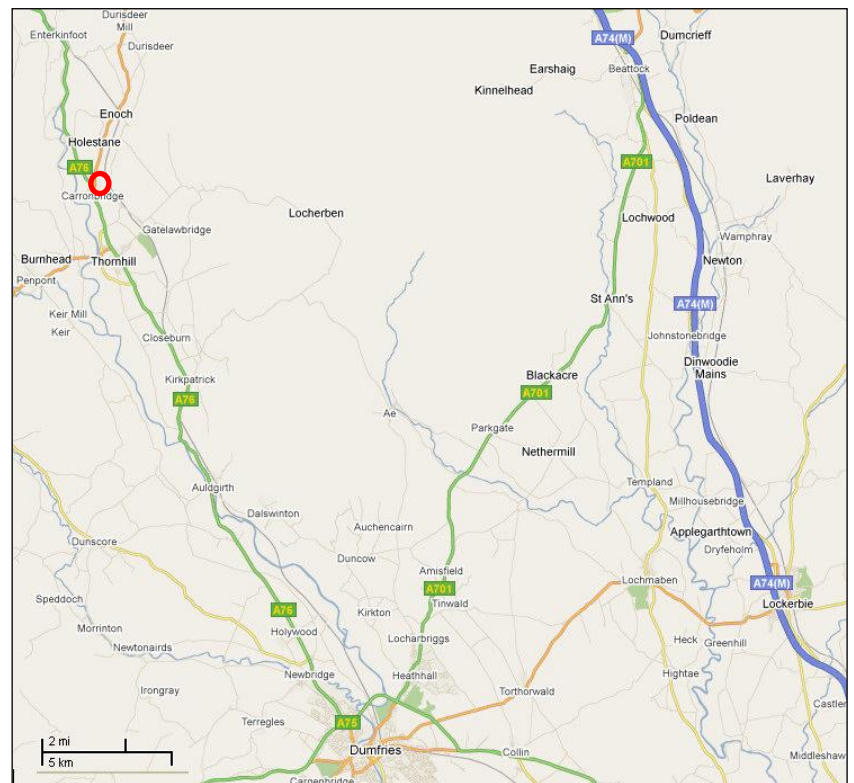 Durisdeer
Mill
Enterkinfoot
Durisdeer
A74(M)
Dumcrieff
Earshaig
Beattock
Kinnelhead
Enoch
Poldean
Holestane
A76
A701
Carronbridge
Laverhay
Locherben
Lochwood
Gatelawbridge
Wamphray
Burnhead
Thornhill
Newton
Penpont
St Ann's
A74(M)
Keir Mill
Keir
Closeburn
Johnstonebridge
Dinwoodie
Mains
Kirkpatrick
Blackacre
A76
A701
Ae
Parkgate
Nethermill
Auldgirth
Templand
Dalswinton
Millhousebridge
Auchencairn
Applegarthtown
Dunscore
Duncow
Dryfeholm
Amisfield
Lochmaben
A74(M)
Speddoch
A701
Tinwald
Lockerbie
A76
Kirkton
Morrinton
Holywood
Locharbriggs
Heck
Greenhill
Newtonairds
Newbridge
Heathhall
Hightae
Irongray
Torthorwald
Castler
Terregles
A75
2 mi
Dumfries
Collin
Middleshaw
5 km
Cargenbridge